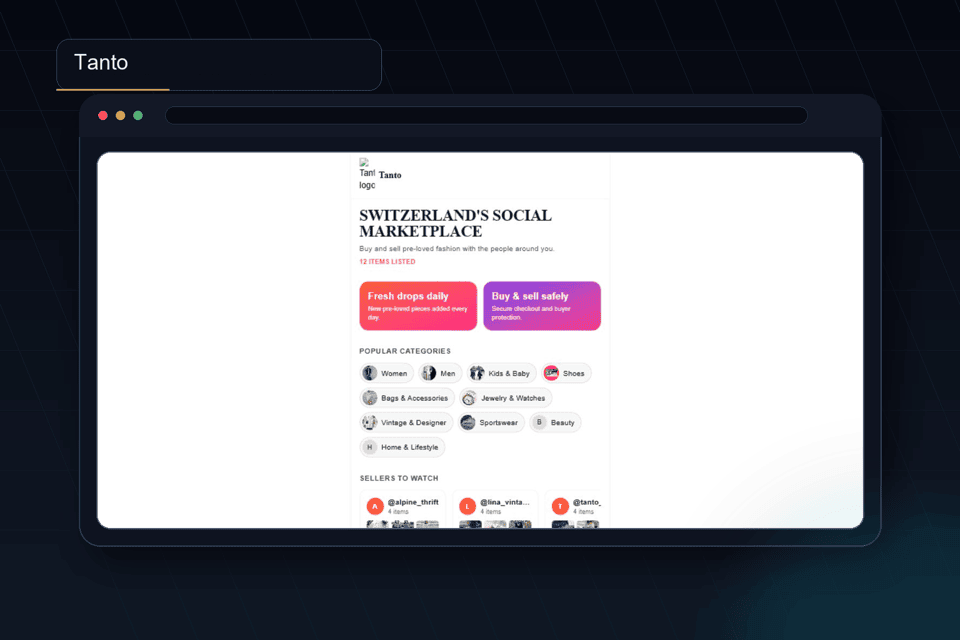 Tanto
Tant
logo
Tanto
SWITZERLAND'S SOCIAL
MARKETPLACE
Buy and sell pre-loved fashion with the people around you.
12 ITEMS LISTED
Fresh drops daily
New pre-loved pieces added every
day.
Buy & sell safely
Secure checkout and buyer
protection.
POPULAR CATEGORIES
Women
Men
Kids & Baby
Shoes
Bags & Accessories
Jewelry & Watches
Vintage & Designer
Sportswear
B Beauty
H Home & Lifestyle
SELLERS TO WATCH
A @alpine_thrift
4 items
L @lina_vinta...
4 items
T @tanto_
4 items